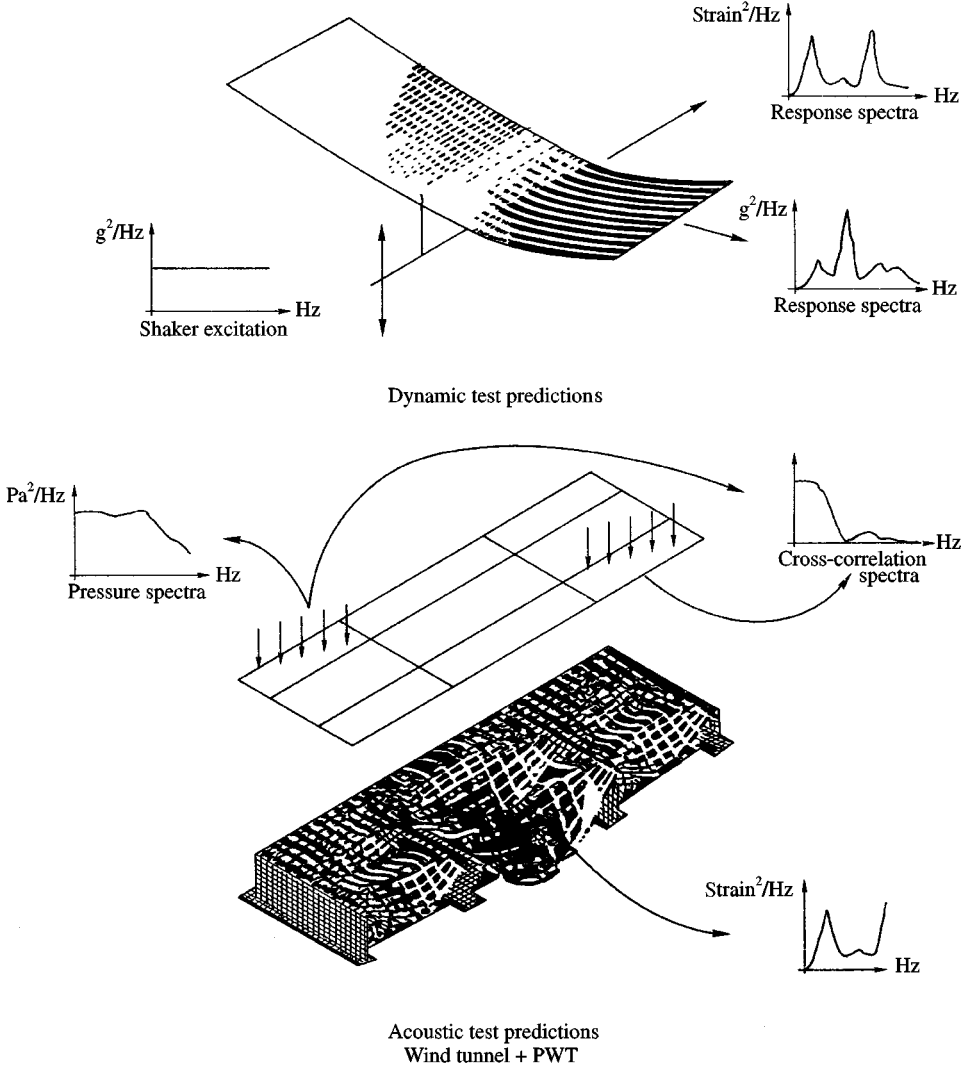 Strain²/Hz
Hz
Response spectra
g²/Hz
Hz
Response spectra
g²/Hz
Hz
Shaker excitation
Dynamic test predictions
Pa²/Hz
Hz
Pressure spectra
Hz
Cross-correlation
spectra
Strain²/Hz
Hz
Acoustic test predictions
Wind tunnel + PWT